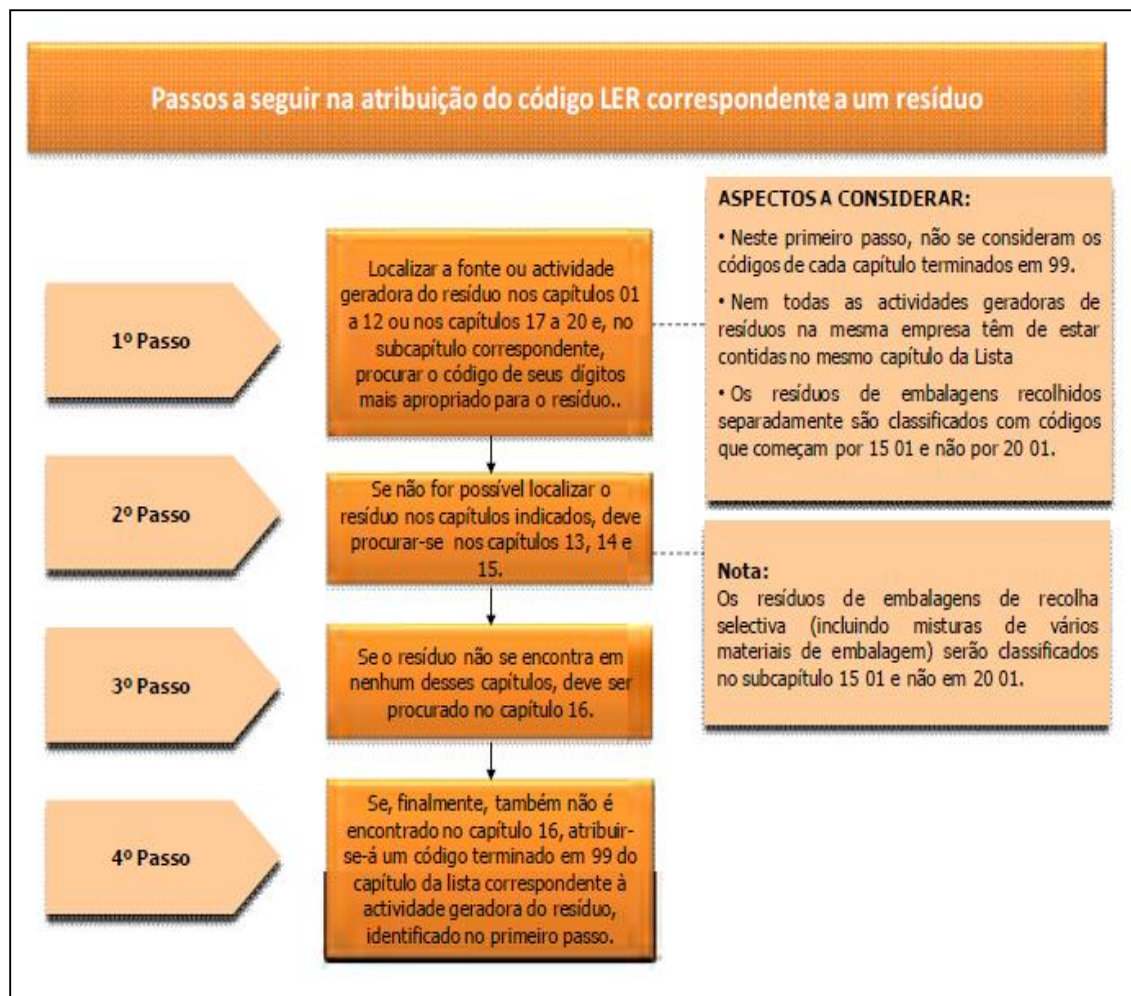 Passos a seguir na atribuição do código LER correspondente a um resíduo
1º Passo
Localizar a fonte ou actividade
geradora do resíduo nos capítulos 01
a 12 ou nos capítulos 17 a 20 e, no
subcapítulo correspondente,
procurar o código de seus dígitos
mais apropriado para o resíduo..
ASPECTOS A CONSIDERAR:
• Neste primeiro passo, não se consideram os
códigos de cada capítulo terminados em 99.
• Nem todas as actividades geradoras de
resíduos na mesma empresa têm de estar
contidas no mesmo capítulo da Lista
• Os resíduos de embalagens recolhidos
separadamente são classificados com códigos
que começam por 15 01 e não por 20 01.
2º Passo
Se não for possível localizar o
resíduo nos capítulos indicados, deve
procurar-se nos capítulos 13, 14 e
15.
Nota:
Os resíduos de embalagens de recolha
selectiva (incluindo misturas de vários
materiais de embalagem) serão classificados
no subcapítulo 15 01 e não em 20 01.
3º Passo
Se o resíduo não se encontra em
nenhum desses capítulos, deve ser
procurado no capítulo 16.
4º Passo
Se, finalmente, também não é
encontrado no capítulo 16, atribuir-
se-á um código terminado em 99 do
capítulo da lista correspondente à
actividade geradora do resíduo,
identificado no primeiro passo.